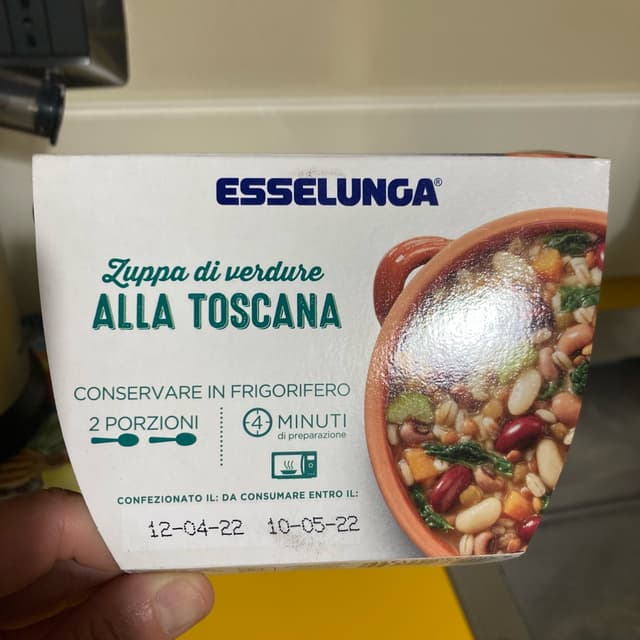 ESSELUNGA®
Zuppa di verdure
ALLA TOSCANA
CONSERVARE IN FRIGORIFERO
2 PORZIONI
4 MINUTI
di preparazione
CONFEZIONATO IL: DA CONSUMARE ENTRO IL:
12-04-22 10-05-22